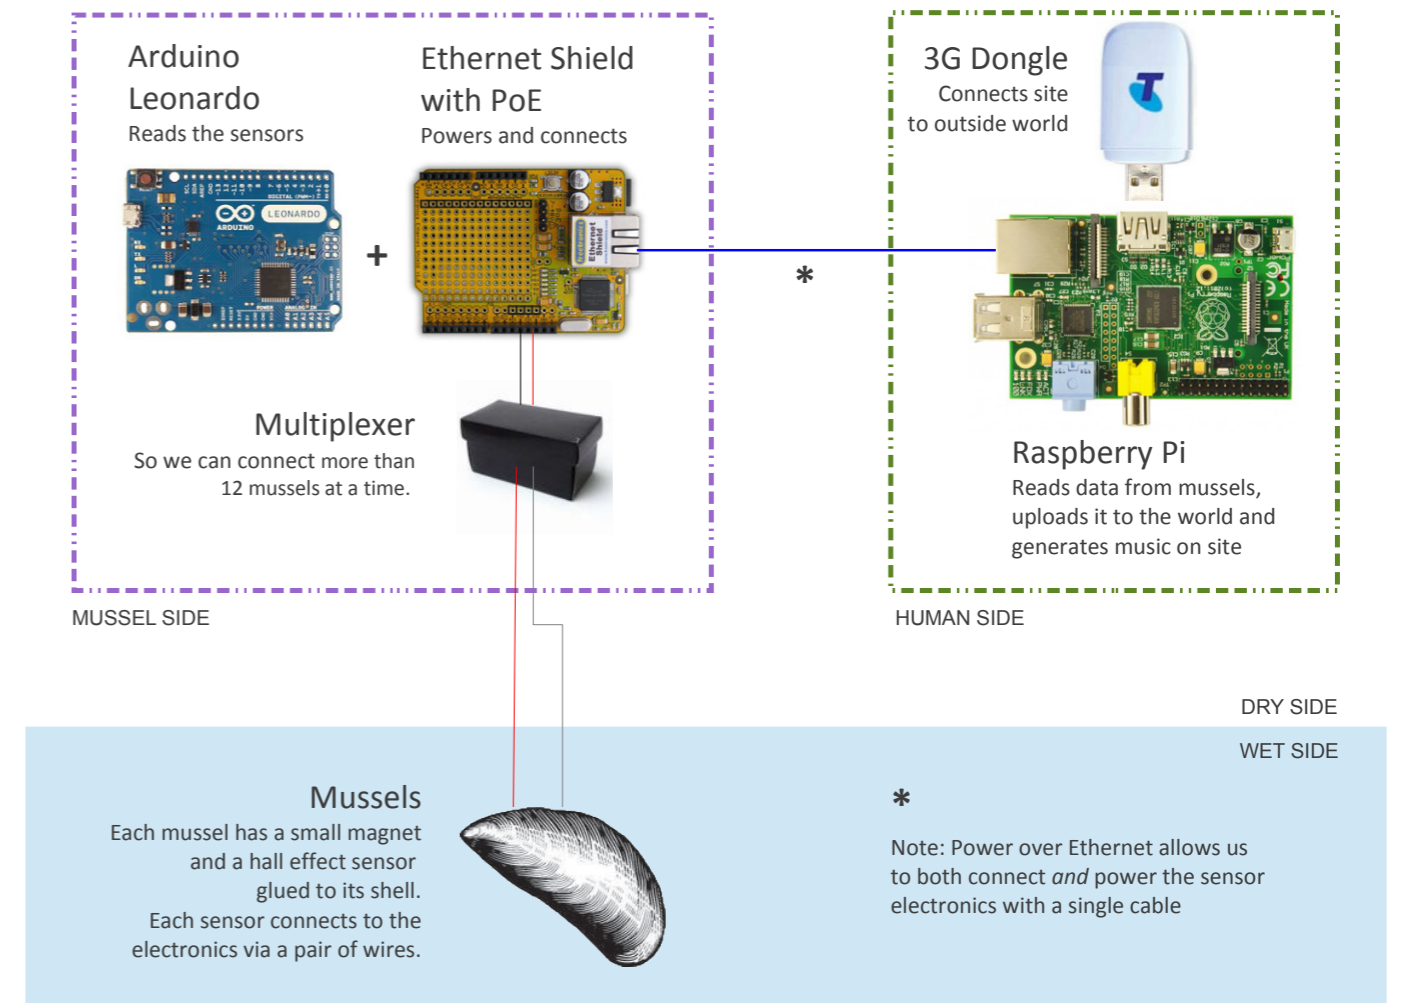 Arduino
Leonardo
Reads the sensors
Ethernet Shield
with PoE
Powers and connects
3G Dongle
Connects site
to outside world
T
ARDUINO
LEONARDO
Ethernet
Shield
+
*
Multiplexer
So we can connect more than
12 mussels at a time.
Raspberry Pi
Reads data from mussels,
uploads it to the world and
generates music on site
MUSSEL SIDE
HUMAN SIDE
DRY SIDE
WET SIDE
Mussels
Each mussel has a small magnet
and a hall effect sensor
glued to its shell.
Each sensor connects to the
electronics via a pair of wires.
*
Note: Power over Ethernet allows us
to both connect and power the sensor
electronics with a single cable